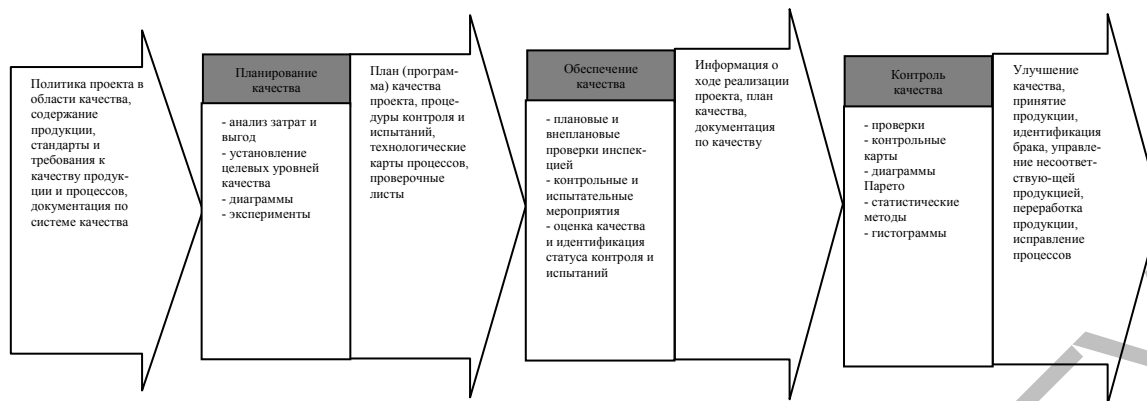 Политика проекта в
области качества,
содержание
продукции,
стандарты и
требования к
качеству продук-
ции и процессов,
документация по
системе качества
Планирование
качества
- анализ затрат и
выгод
- установление
целевых уровней
качества
- диаграммы
- эксперименты
План (програм-
ма) качества
проекта, проце-
дуры контроля и
испытаний,
технологические
карты процессов,
проверочные
листы
Обеспечение
качества
- плановые и
внеплановые
проверки инспек-
цией
- контрольные и
испытательные
мероприятия
- оценка качества
и идентификация
статуса контроля и
испытаний
Информация о
ходе реализации
проекта, план
качества,
документация
по качеству
Контроль
качества
- проверки
- контрольные
карты
- диаграммы
Парето
- статистические
методы
- гистограммы
Улучшение
качества,
принятие
продукции,
идентификация
брака, управле-
ние несоответ-
ствую-щей
продукцией,
переработка
продукции,
исправление
процессов